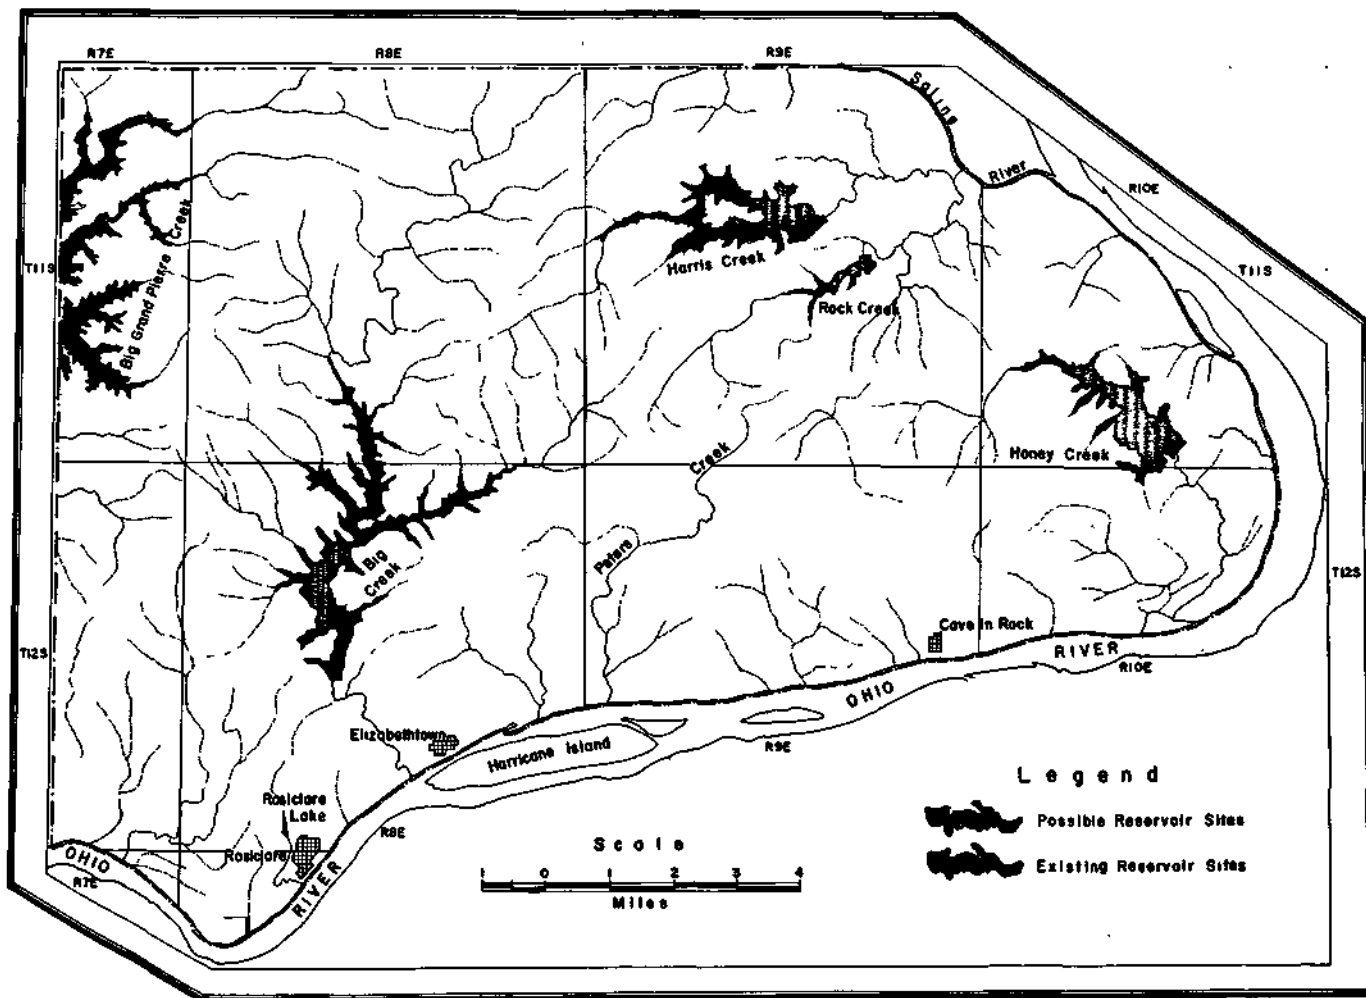 R7E
R8E
R9E
Saline
River
R10E
T11S
T11S
Big Grand Pierre Creek
Harris Creek
Rock Creek
Honey Creek
Creek
Peters
Big
Creek
T12S
T12S
Cave In Rock
RIVER
R10E
OHIO
R9E
Elizabethtown
Harricane Island
Rosiclare
Lake
Rosiclare
R8E
OHIO
R7E
RIVER
Scale
1 0 1 2 3 4
Miles
Legend
Possible Reservoir Sites
Existing Reservoir Sites